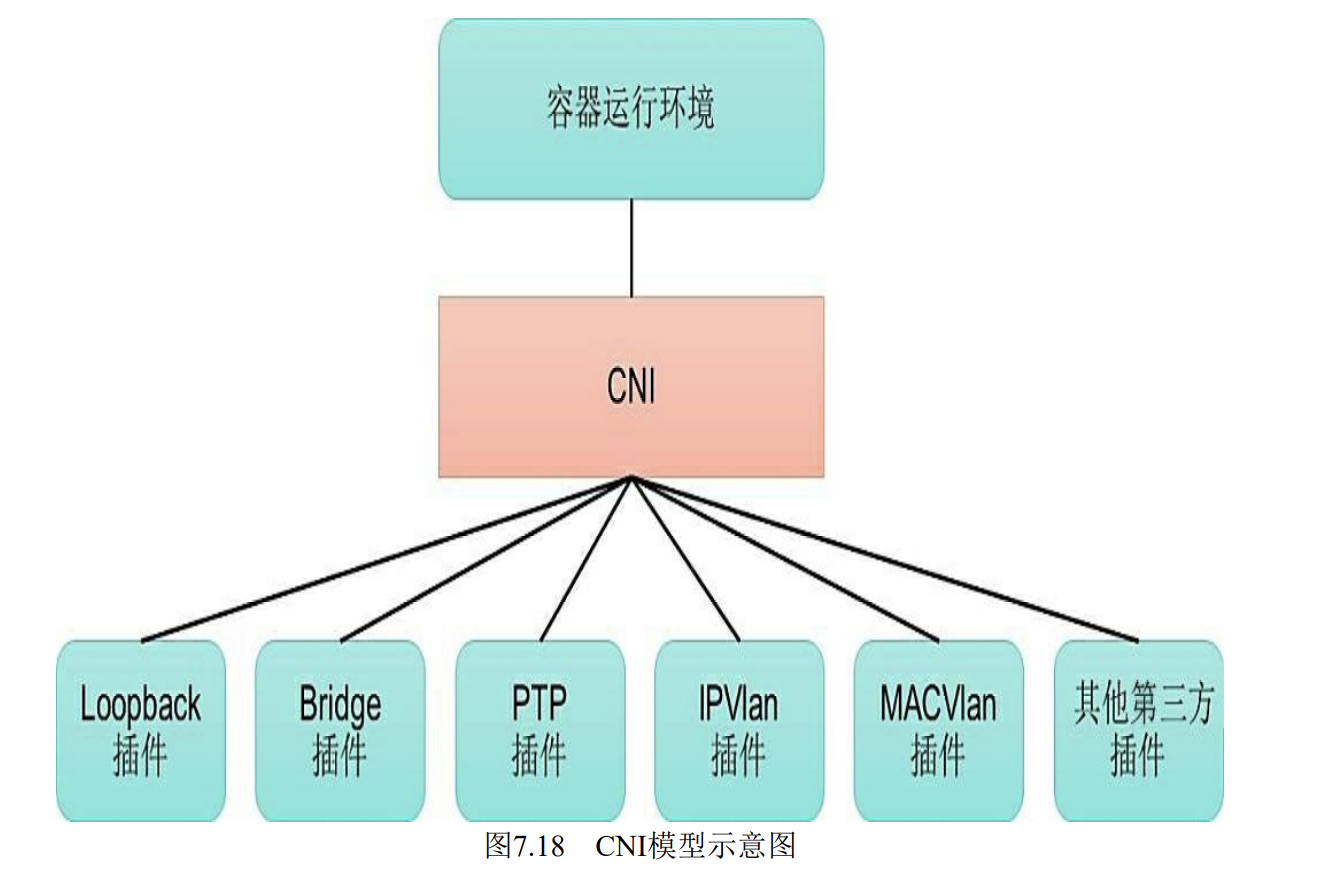 容器运行环境
CNI
Loopback
插件
Bridge
插件
PTP
插件
IPVlan
插件
MACVlan
插件
其他第三方
插件
图7.18 CNI模型示意图